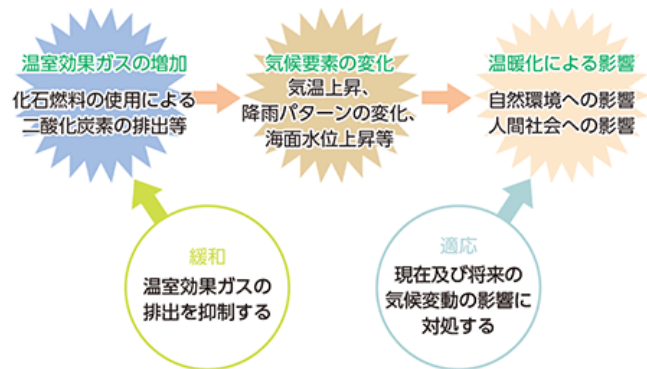 温室効果ガスの増加
化石燃料の使用による
二酸化炭素の排出等
気候要素の変化
気温上昇、
降雨パターンの変化、
海面水位上昇等
温暖化による影響
自然環境への影響
人間社会への影響
緩和
温室効果ガスの
排出を抑制する
適応
現在及び将来の
気候変動の影響に
対処する